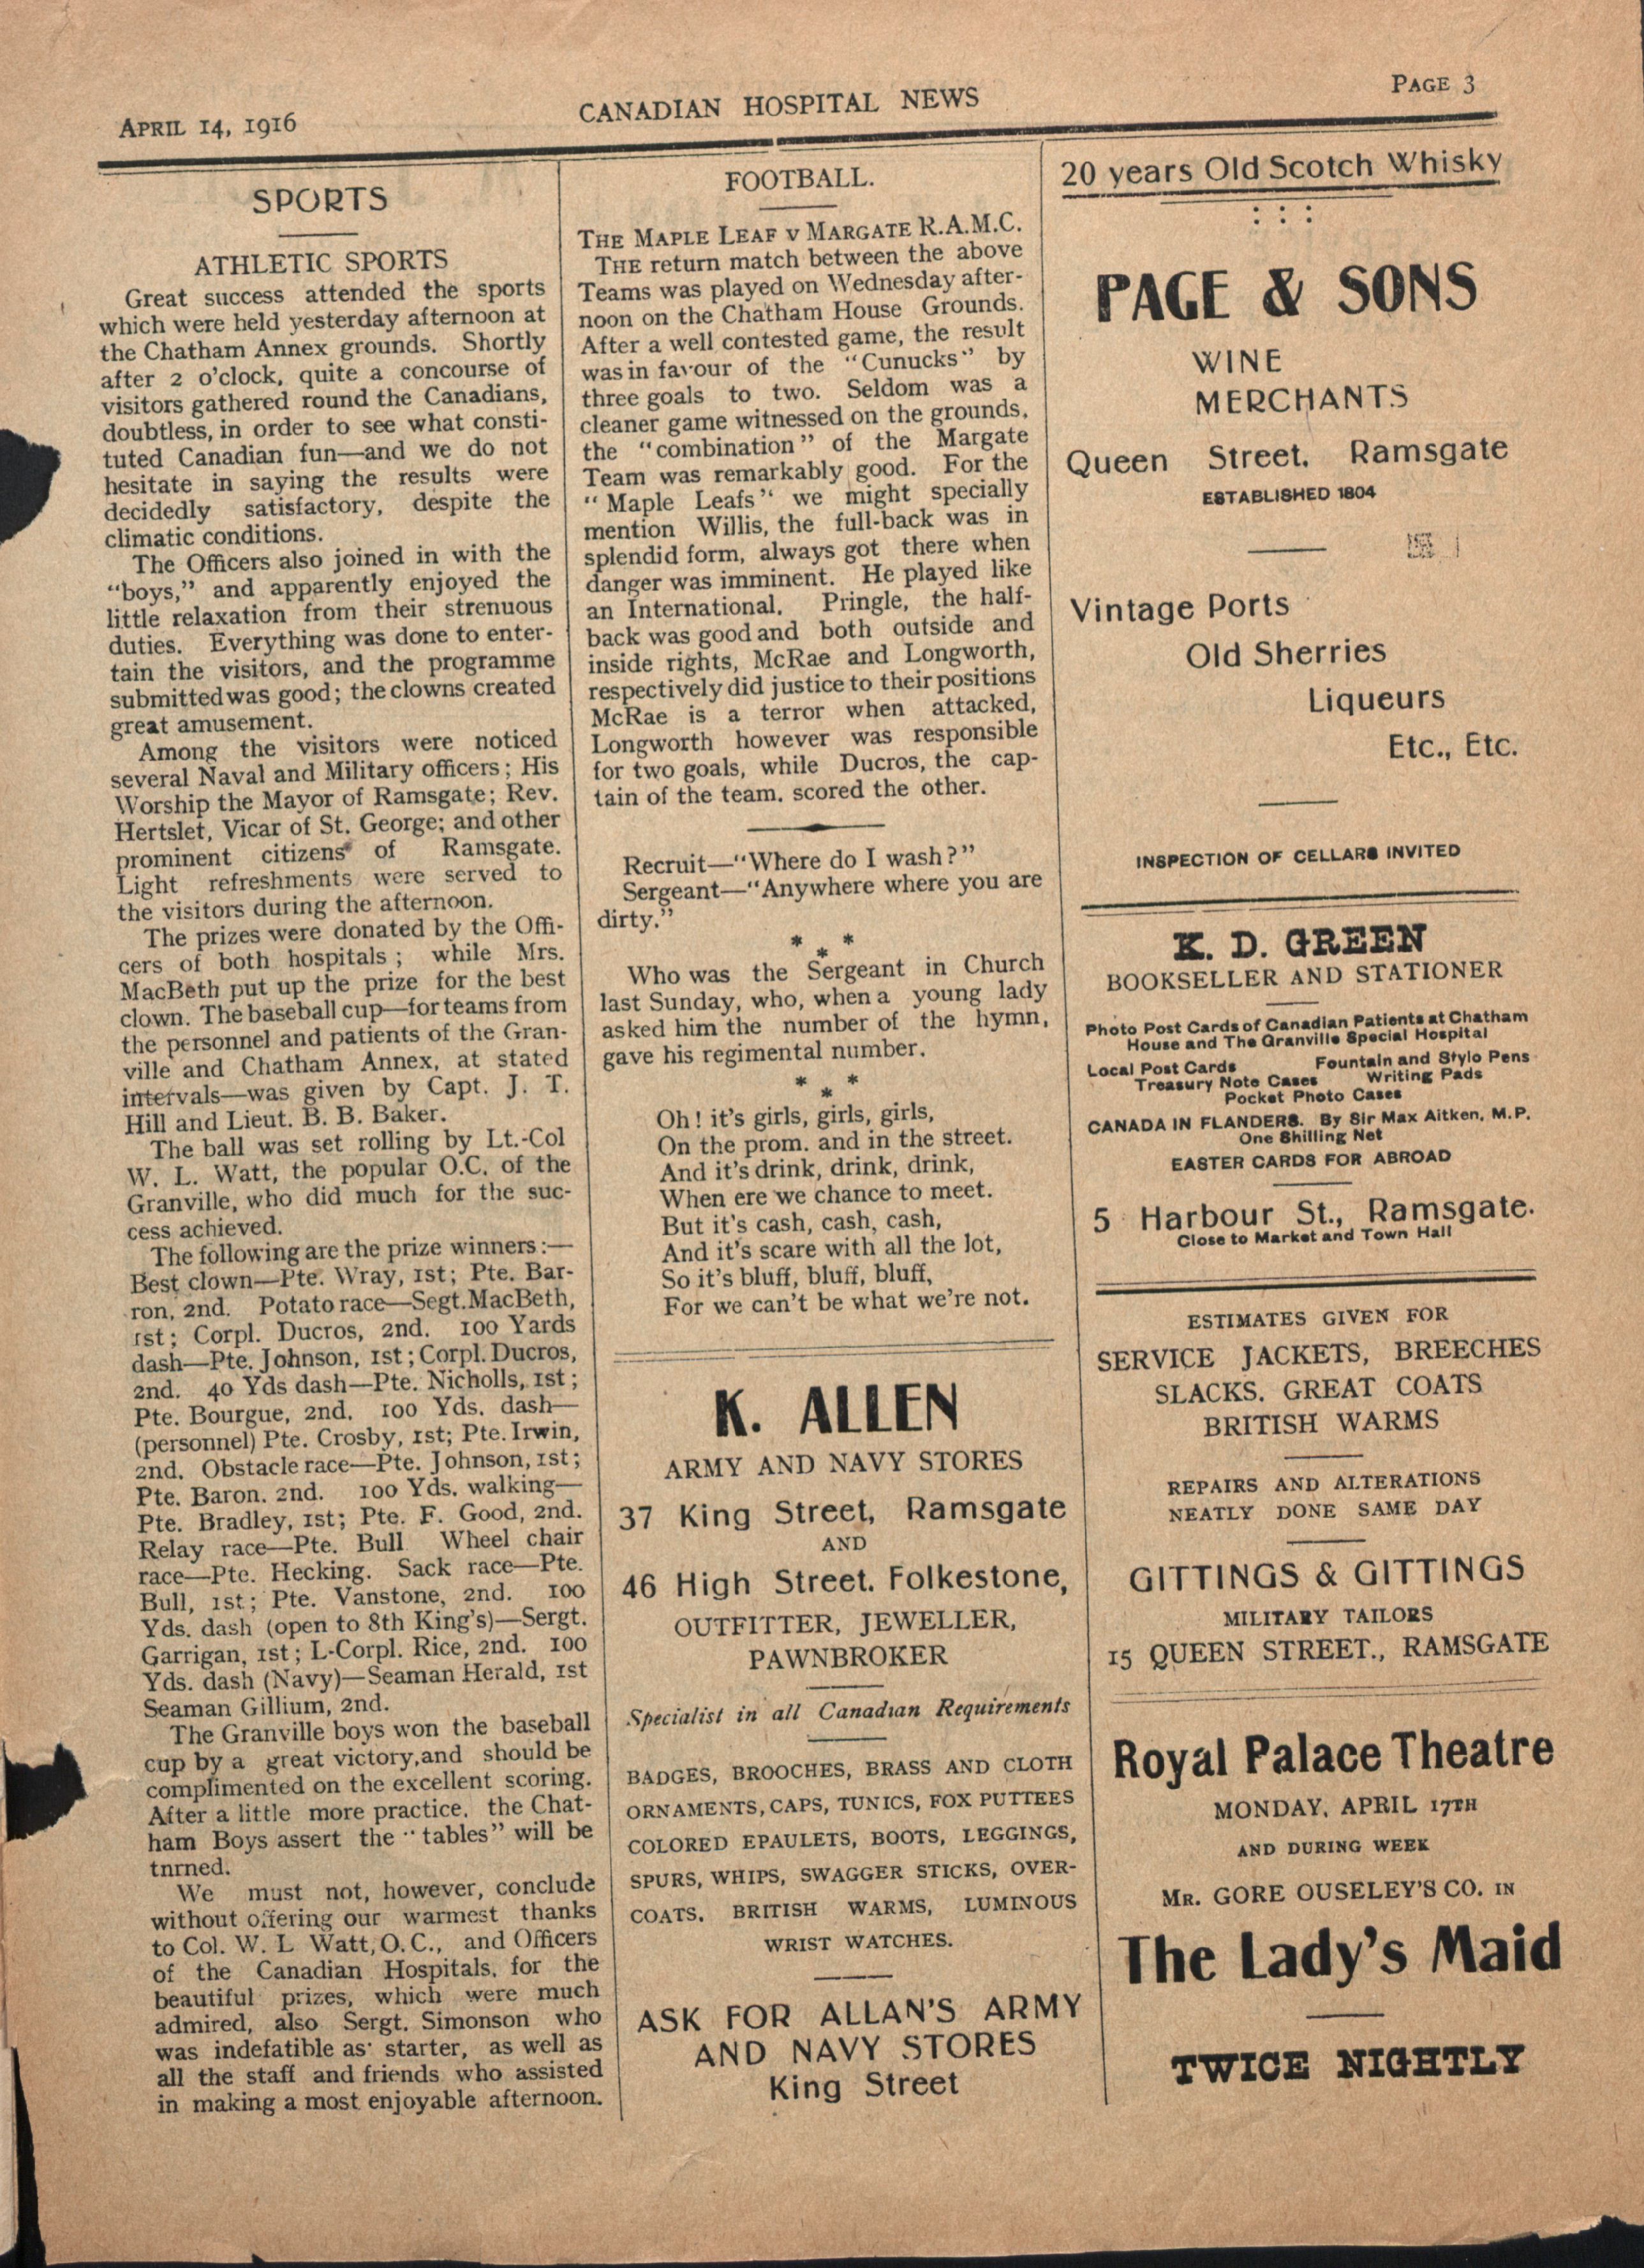 APRIL 14, 1916
CANADIAN HOSPITAL NEWS
PAGE 3
SPORTS
ATHLETIC SPORTS
Great success attended the sports
which were held yesterday afternoon at
the Chatham Annex grounds. Shortly
after 2 o'clock, quite a concourse of
visitors gathered round the Canadians,
doubtless, in order to see what consti-
tuted Canadian fun—and we do not
hesitate in saying the results were
decidedly satisfactory, despite the
climatic conditions.
The Officers also joined in with the
"boys," and apparently enjoyed the
little relaxation from their strenuous
duties. Everything was done to enter-
tain the visitors, and the programme
submitted was good; the clowns created
great amusement.
Among the visitors were noticed
several Naval and Military officers; His
Worship the Mayor of Ramsgate; Rev.
Hertslet, Vicar of St. George; and other
prominent citizens of Ramsgate.
Light refreshments were served to
the visitors during the afternoon.
The prizes were donated by the Offi-
cers of both hospitals; while Mrs.
MacBeth put up the prize for the best
clown. The baseball cup—for teams from
the personnel and patients of the Gran-
ville and Chatham Annex, at stated
intervals—was given by Capt. J. T.
Hill and Lieut. B. B. Baker.
The ball was set rolling by Lt.-Col
W. L. Watt, the popular O.C. of the
Granville, who did much for the suc-
cess achieved.
The following are the prize winners:—
Best clown—Pte. Wray, 1st; Pte. Bar-
ron, 2nd. Potato race—Segt. MacBeth,
1st; Corpl. Ducros, 2nd. 100 Yards
dash—Pte. Johnson, 1st; Corpl. Ducros,
2nd. 40 Yds dash—Pte. Nicholls, 1st;
Pte. Bourgue, 2nd. 100 Yds. dash—
(personnel) Pte. Crosby, 1st; Pte. Irwin,
2nd. Obstacle race—Pte. Johnson, 1st;
Pte. Baron. 2nd. 100 Yds. walking—
Pte. Bradley, 1st; Pte. F. Good, 2nd.
Relay race—Pte. Bull Wheel chair
race—Pte. Hecking. Sack race—Pte.
Bull, 1st; Pte. Vanstone, 2nd. 100
Yds. dash (open to 8th King's)—Sergt.
Garrigan, 1st; L-Corpl. Rice, 2nd. 100
Yds. dash (Navy)—Seaman Herald, 1st
Seaman Gillium, 2nd.
The Granville boys won the baseball
cup by a great victory, and should be
complimented on the excellent scoring.
After a little more practice. the Chat-
ham Boys assert the "tables" will be
tnrned.
We must not, however, conclude
without offering our warmest thanks
to Col. W. L Watt, O.C., and Officers
of the Canadian Hospitals, for the
beautiful prizes, which were much
admired, also Sergt. Simonson who
was indefatible as starter, as well as
all the staff and friends who assisted
in making a most enjoyable afternoon.
FOOTBALL.
THE MAPLE LEAF V MARGATE R.A.M.C.
THE return match between the above
Teams was played on Wednesday after-
noon on the Chatham House Grounds.
After a well contested game, the result
was in favour of the "Cunucks" by
three goals to two. Seldom was a
cleaner game witnessed on the grounds,
the "combination" of the Margate
Team was remarkably good. For the
"Maple Leafs" we might specially
mention Willis, the full-back was in
splendid form, always got there when
danger was imminent. He played like
an International. Pringle, the half-
back was good and both outside and
inside rights, McRae and Longworth,
respectively did justice to their positions
McRae is a terror when attacked,
Longworth however was responsible
for two goals, while Ducros, the cap-
tain of the team. scored the other.
Recruit—"Where do I wash?"
Sergeant—"Anywhere where you are
dirty."
* * *
Who was the Sergeant in Church
last Sunday, who, when a young lady
asked him the number of the hymn,
gave his regimental number.
* * *
Oh! it's girls, girls, girls,
On the prom. and in the street.
And it's drink, drink, drink,
When ere we chance to meet.
But it's cash, cash, cash,
And it's scare with all the lot,
So it's bluff, bluff, bluff,
For we can't be what we're not.
K. ALLEN
ARMY AND NAVY STORES
37 King Street, Ramsgate
AND
46 High Street. Folkestone,
OUTFITTER, JEWELLER,
PAWNBROKER
Specialist in all Canadian Requirements
BADGES, BROOCHES, BRASS AND CLOTH
ORNAMENTS, CAPS, TUNICS, FOX PUTTEES
COLORED EPAULETS, BOOTS, LEGGINGS,
SPURS, WHIPS, SWAGGER STICKS, OVER-
COATS. BRITISH WARMS, LUMINOUS
WRIST WATCHES.
ASK FOR ALLAN'S ARMY
AND NAVY STORES
King Street
20 years Old Scotch Whisky
: : :
PAGE & SONS
WINE
MERCHANTS
Queen Street. Ramsgate
ESTABLISHED 1804
Vintage Ports
Old Sherries
Liqueurs
Etc., Etc.
INSPECTION OF CELLARS INVITED
K. D. GREEN
BOOKSELLER AND STATIONER
Photo Post Cards of Canadian Patients at Chatham
House and The Granville Special Hospital
Local Post Cards Fountain and Stylo Pens
Treasury Note Cases Writing Pads
Pocket Photo Cases
CANADA IN FLANDERS. By Sir Max Aitken, M.P.
One Shilling Net
EASTER CARDS FOR ABROAD
5 Harbour St., Ramsgate.
Close to Market and Town Hall
ESTIMATES GIVEN FOR
SERVICE JACKETS, BREECHES
SLACKS. GREAT COATS
BRITISH WARMS
REPAIRS AND ALTERATIONS
NEATLY DONE SAME DAY
GITTINGS & GITTINGS
MILITARY TAILORS
15 QUEEN STREET., RAMSGATE
Royal Palace Theatre
MONDAY, APRIL 17TH
AND DURING WEEK
MR. GORE OUSELEY'S CO. IN
The Lady's Maid
TWICE NIGHTLY